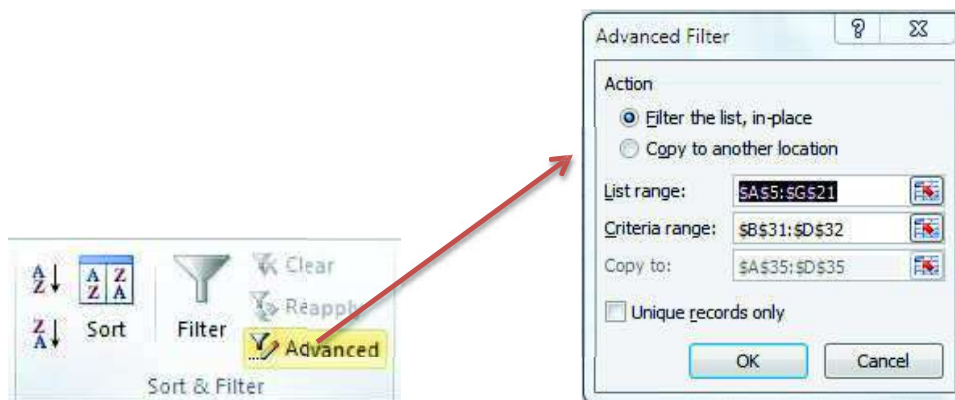 Advanced Filter
Action
Filter the list, in-place
Copy to another location
List range: $A$5:$G$21
Criteria range: $B$31:$D$32
Copy to: $A$35:$D$35
Unique records only
OK Cancel
A Z
Z A
A Z
Z A
Sort
Filter
Clear
Reapply
Advanced
Sort & Filter